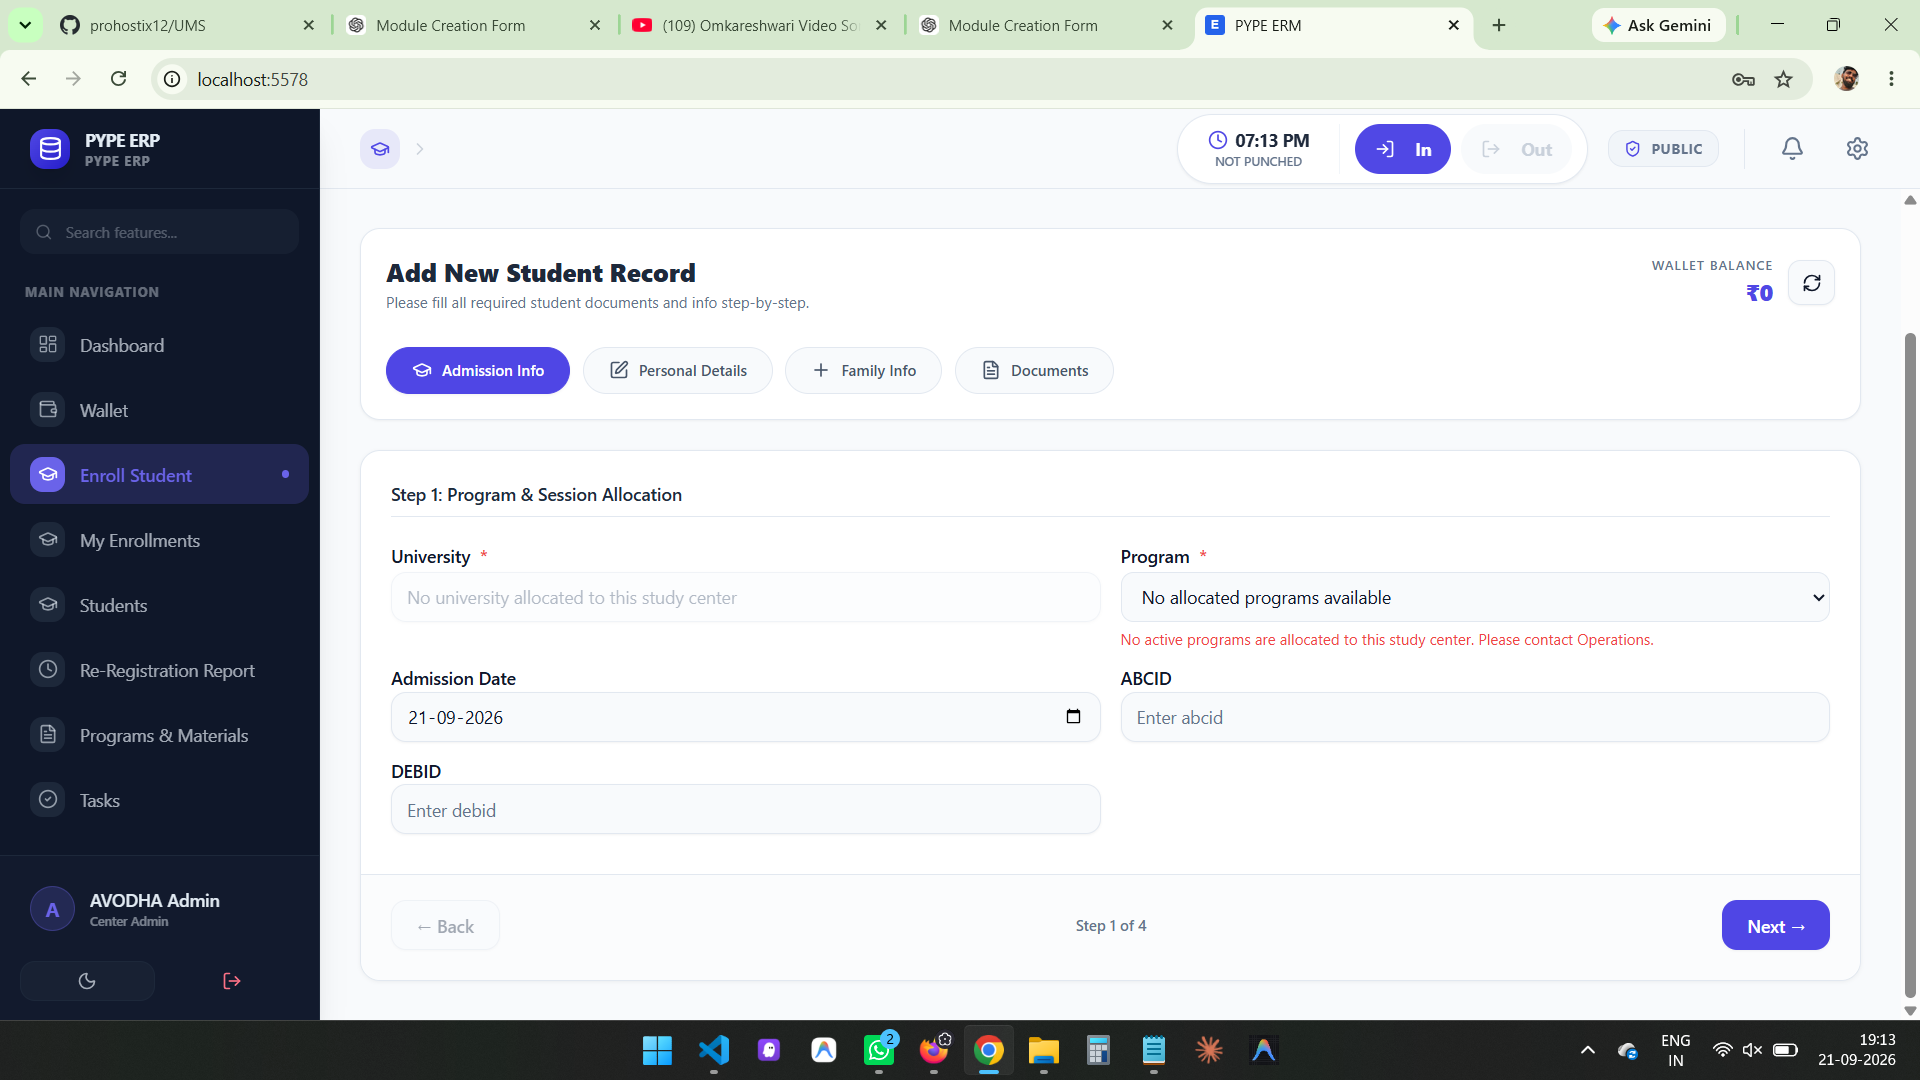 prohostix12/UMS
Module Creation Form
(109) Omkareshwari Video So
Module Creation Form
PYPE ERM
Ask Gemini
localhost:5578
PYPE ERP
PYPE ERP
Search features...
MAIN NAVIGATION
Dashboard
Wallet
Enroll Student
My Enrollments
Students
Re-Registration Report
Programs & Materials
Tasks
A
AVODHA Admin
Center Admin
07:13 PM
NOT PUNCHED
In
Out
PUBLIC
Add New Student Record
Please fill all required student documents and info step-by-step.
WALLET BALANCE
₹0
Admission Info
Personal Details
Family Info
Documents
Step 1: Program & Session Allocation
University *
No university allocated to this study center
Program *
No allocated programs available
No active programs are allocated to this study center. Please contact Operations.
Admission Date
21-09-2026
ABCID
Enter abcid
DEBID
Enter debid
← Back
Step 1 of 4
Next →
2
ENG
IN
19:13
21-09-2026